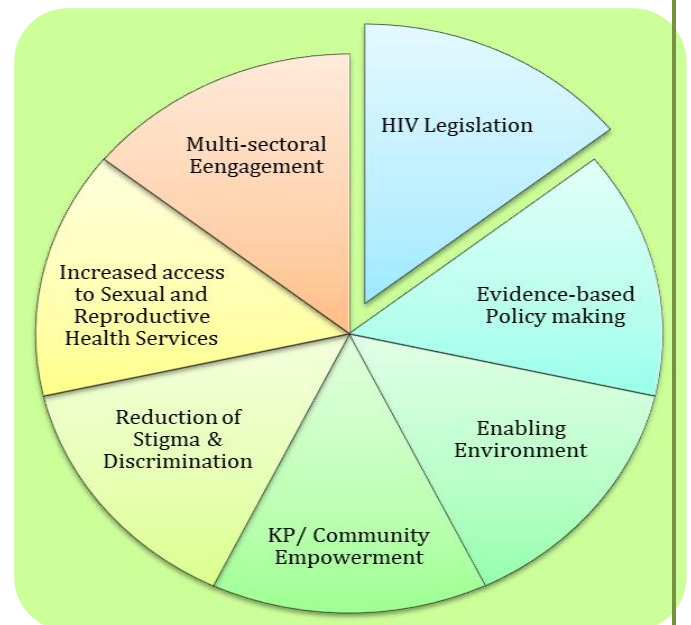 HIV Legislation
Evidence-based
Policy making
Enabling
Environment
KP/ Community
Empowerment
Reduction of
Stigma &
Discrimination
Increased access
to Sexual and
Reproductive
Health Services
Multi-sectoral
Eengagement